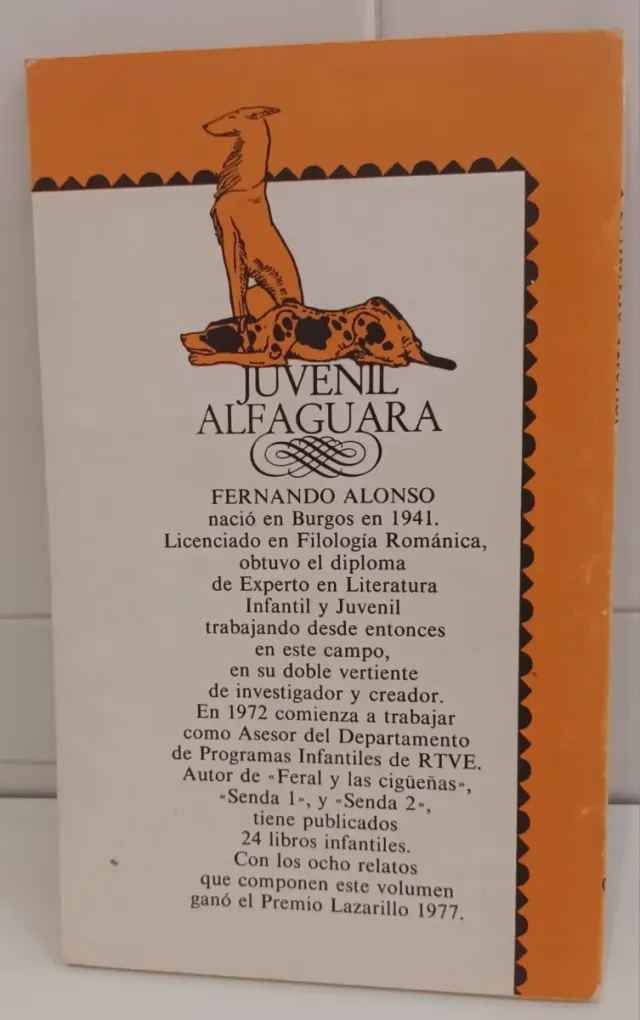 JUVENIL
ALFAGUARA
FERNANDO ALONSO
nació en Burgos en 1941.
Licenciado en Filología Románica,
obtuvo el diploma
de Experto en Literatura
Infantil y Juvenil
trabajando desde entonces
en este campo,
en su doble vertiente
de investigador y creador.
En 1972 comienza a trabajar
como Asesor del Departamento
de Programas Infantiles de RTVE.
Autor de «Feral y las cigüeñas»,
«Senda 1», y «Senda 2»,
tiene publicados
24 libros infantiles.
Con los ocho relatos
que componen este volumen
ganó el Premio Lazarillo 1977.